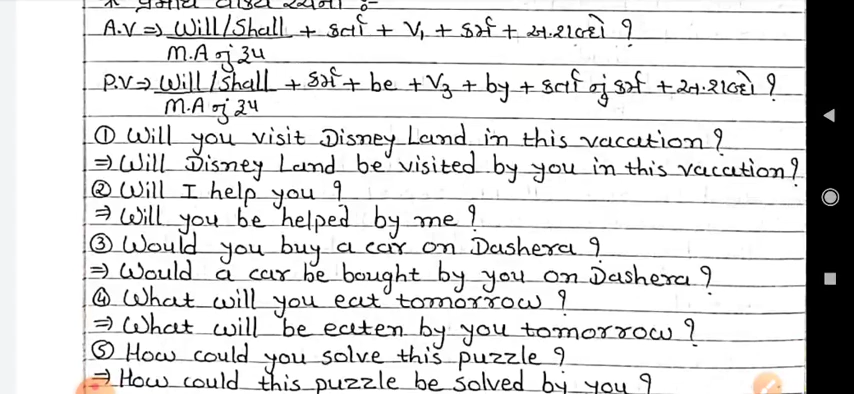 A.V⇒ Will/Shall + કર્તા + V₁ + કર્મ + અ.શબ્દો ?
M.A નું રૂપ
P.V⇒ Will/Shall + કર્મ + be + V₃ + by + કર્તા નું કર્મ + અ.શબ્દો ?
M.A નું રૂપ
① Will you visit Disney Land in this vacation?
⇒ Will Disney Land be visited by you in this vacation?
② Will I help you ?
⇒ Will you be helped by me ?
③ Would you buy a car on Dashera ?
⇒ Would a car be bought by you on Dashera ?
④ What will you eat tomorrow ?
⇒ What will be eaten by you tomorrow ?
⑤ How could you solve this puzzle ?
⇒ How could this puzzle be solved by you ?